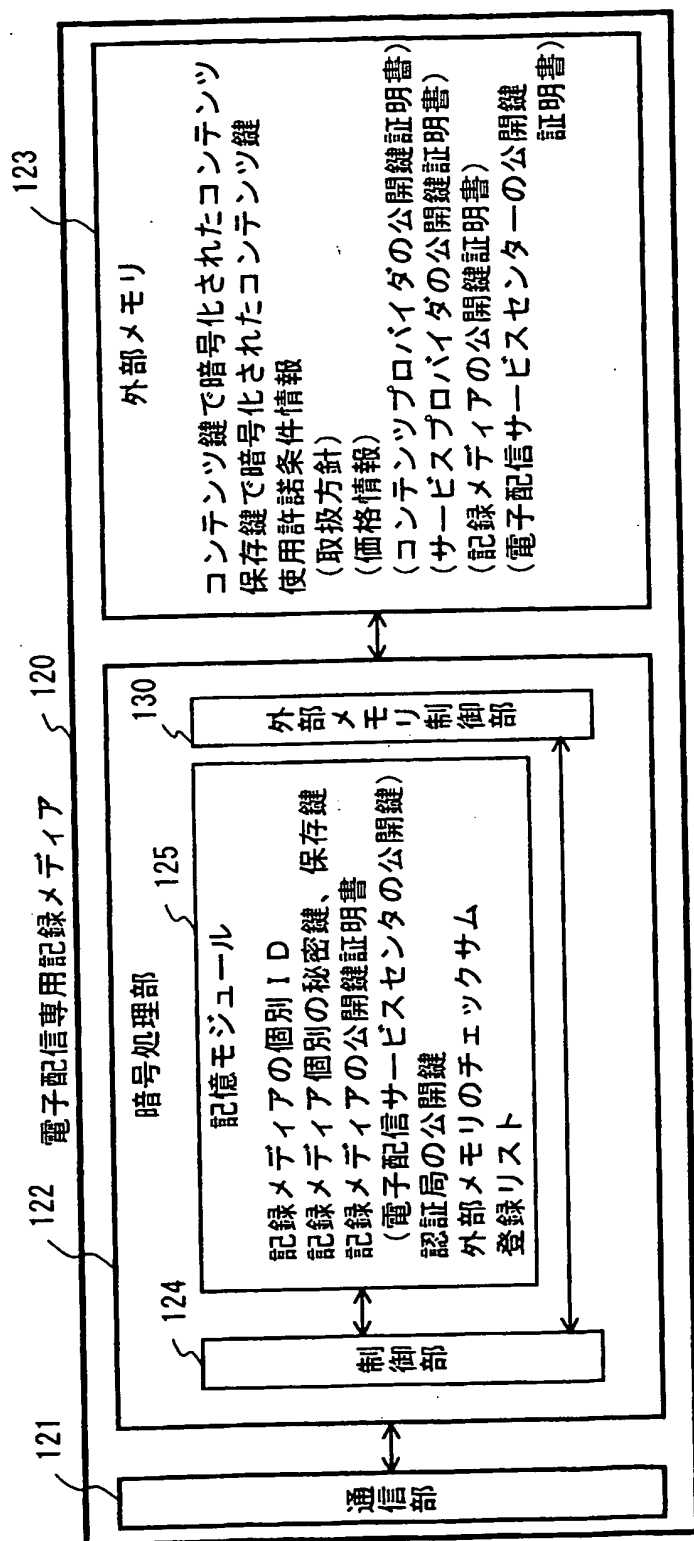 電子配信専用記録メディア
120
121
通信部
122
暗号処理部
124
制御部
125
記憶モジュール
記録メディアの個別ID
記録メディア個別の秘密鍵、保存鍵
記録メディアの公開鍵証明書
(電子配信サービスセンタの公開鍵)
認証局の公開鍵
外部メモリのチェックサム
登録リスト
130
外部メモリ制御部
123
外部メモリ
コンテンツ鍵で暗号化されたコンテンツ
保存鍵で暗号化されたコンテンツ鍵
使用許諾条件情報
(取扱方針)
(価格情報)
(コンテンツプロバイダの公開鍵証明書)
(サービスプロバイダの公開鍵証明書)
(記録メディアの公開鍵証明書)
(電子配信サービスセンターの公開鍵
証明書)